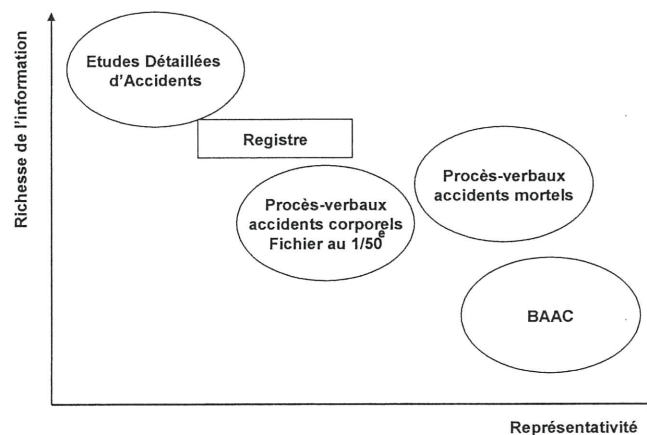 Richesse de l'information
Etudes Détaillées
d'Accidents
Registre
Procès-verbaux
accidents mortels
Procès-verbaux
accidents corporels
Fichier au 1/50e
BAAC
Représentativité